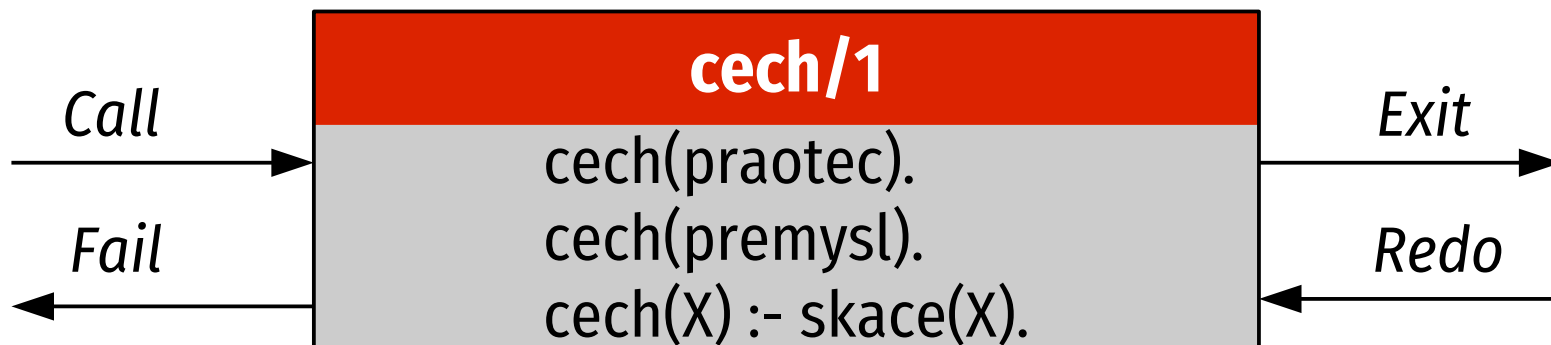 cech/1
Call
Exit
cech(praotec).
Fail
cech(premysl).
Redo
cech(X) :- skace(X).